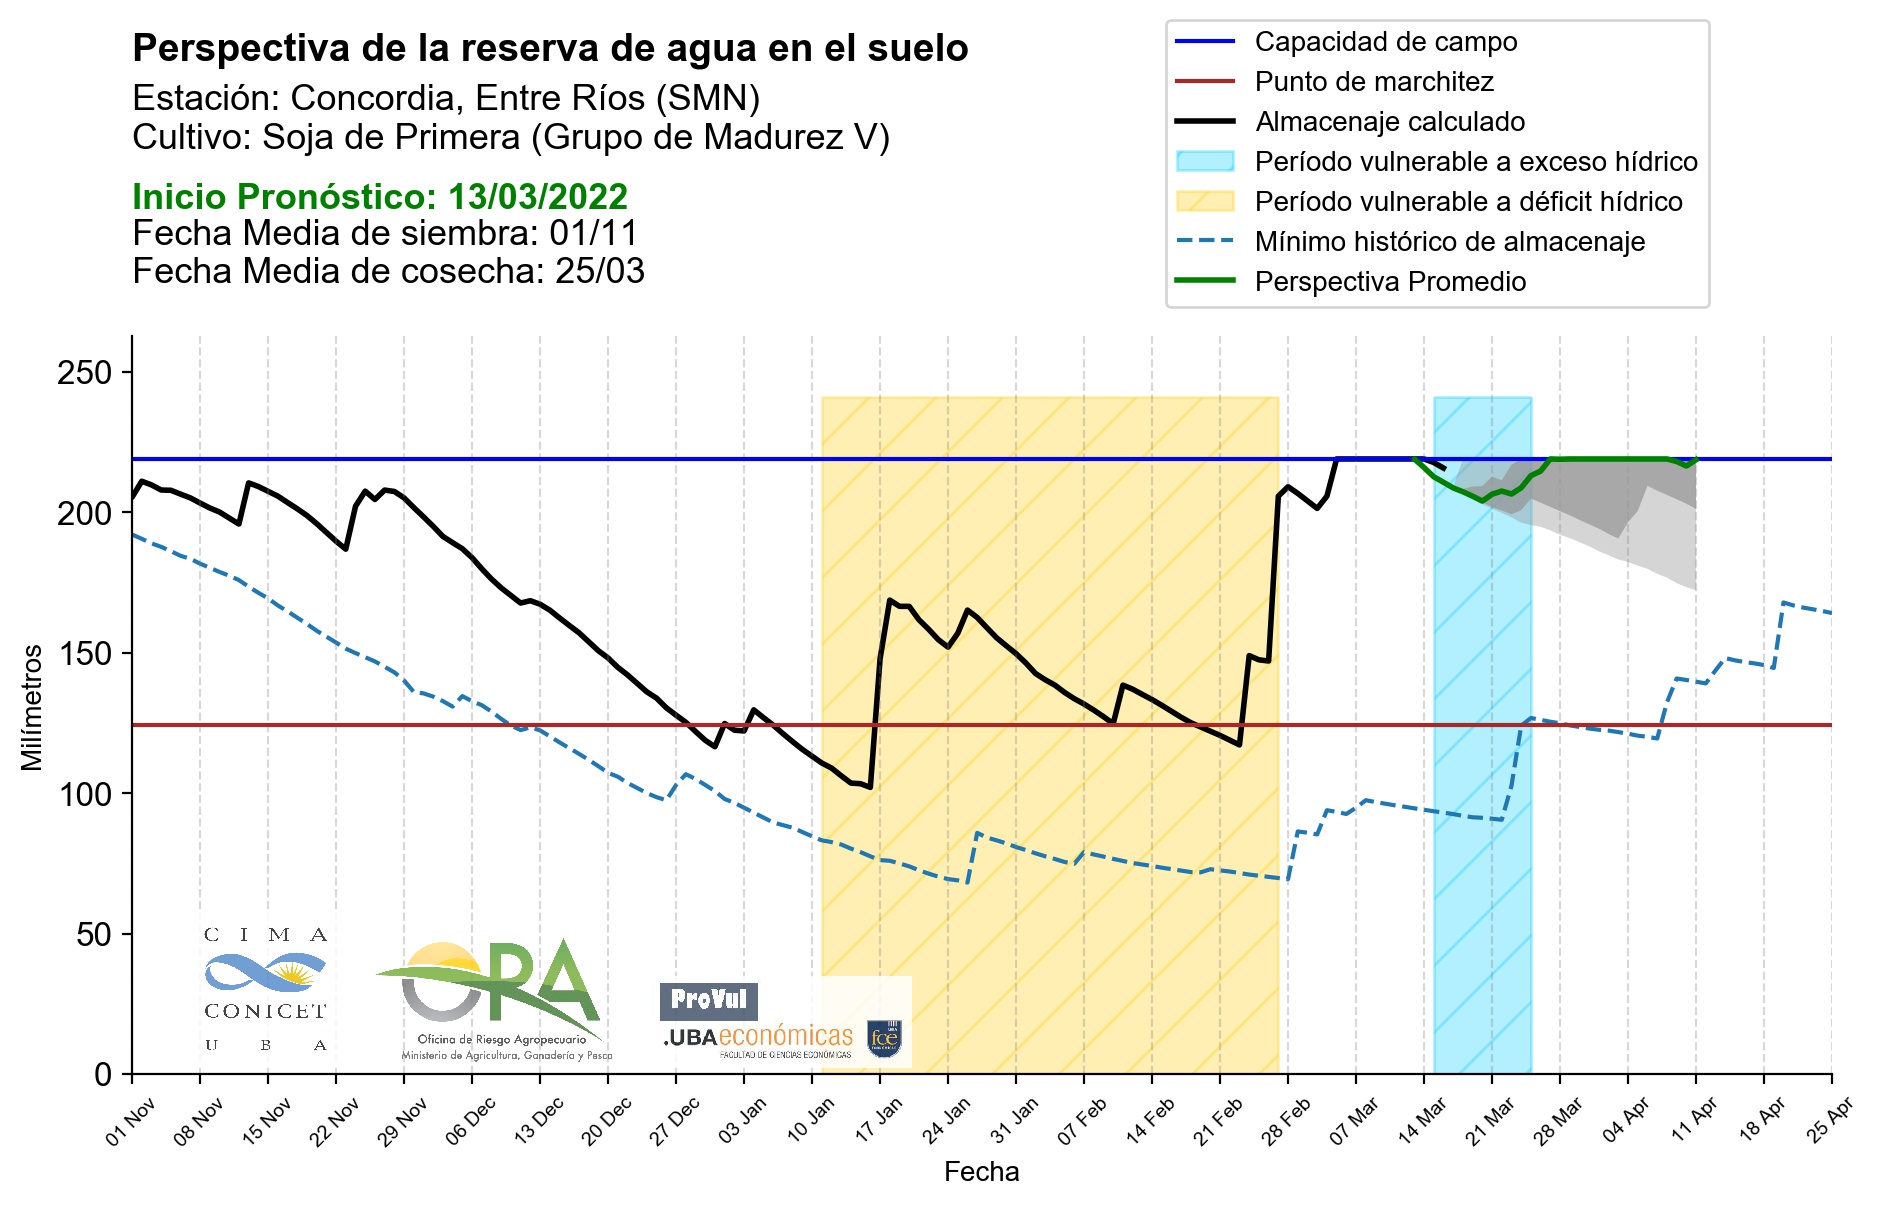 Perspectiva de la reserva de agua en el suelo
Estación: Concordia, Entre Ríos (SMN)
Cultivo: Soja de Primera (Grupo de Madurez V)
Inicio Pronóstico: 13/03/2022
Fecha Media de siembra: 01/11
Fecha Media de cosecha: 25/03
Capacidad de campo
Punto de marchitez
Almacenaje calculado
Período vulnerable a exceso hídrico
Período vulnerable a déficit hídrico
Mínimo histórico de almacenaje
Perspectiva Promedio
250
200
150
100
50
0
Milímetros
CIMA
CONICET
UBA
ORA
Oficina de Riesgo Agropecuario
Ministerio de Agricultura, Ganadería y Pesca
ProVul
.UBAeconómicas
FACULTAD DE CIENCIAS ECONÓMICAS
UBA
fce
ECONÓMICAS
01 Nov
08 Nov
15 Nov
22 Nov
29 Nov
06 Dec
13 Dec
20 Dec
27 Dec
03 Jan
10 Jan
17 Jan
24 Jan
31 Jan
07 Feb
14 Feb
21 Feb
28 Feb
07 Mar
14 Mar
21 Mar
28 Mar
04 Apr
11 Apr
18 Apr
25 Apr
Fecha